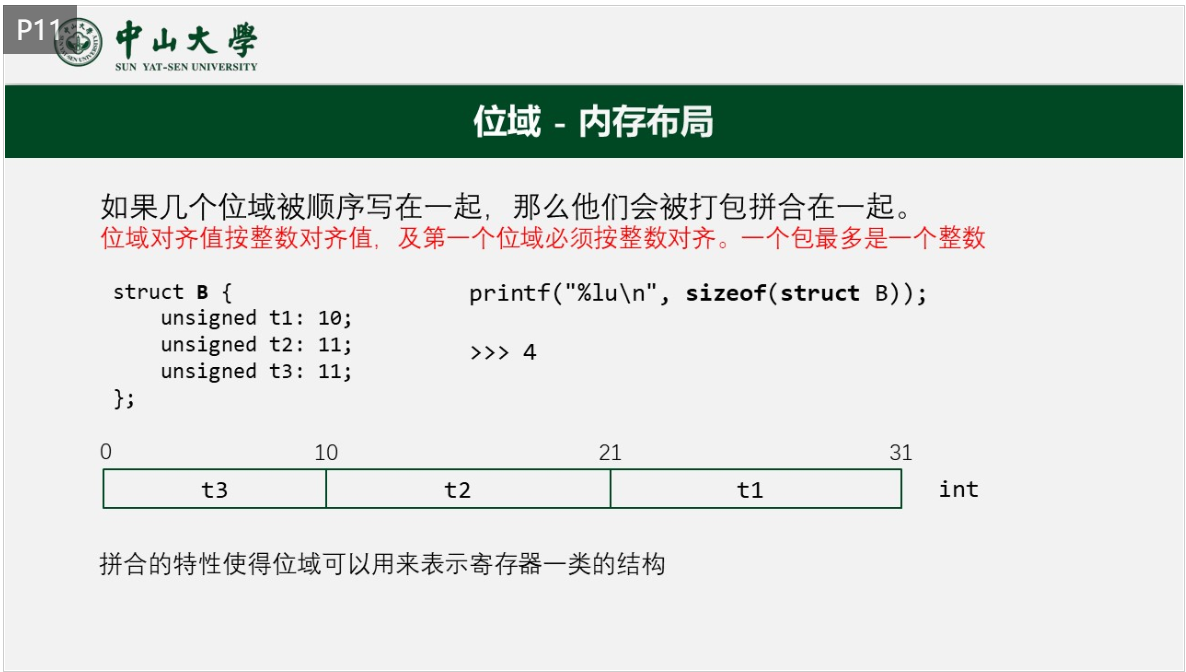 P11
中山大學
SUN YAT-SEN UNIVERSITY
位域 - 内存布局
如果几个位域被顺序写在一起，那么他们会被打包拼合在一起。
位域对齐值按整数对齐值，及第一个位域必须按整数对齐。一个包最多是一个整数
struct B {
unsigned t1: 10;
unsigned t2: 11;
unsigned t3: 11;
};
printf("%lu\n", sizeof(struct B));
>>> 4
0 10 21 31
t3 t2 t1 int
拼合的特性使得位域可以用来表示寄存器一类的结构